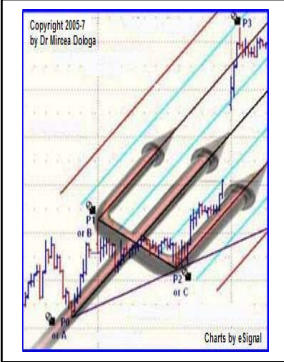 Copyright 2005-7
by Dr Mircea Dologa
P3
P1
or B
P2
or C
P0
or A
Charts by eSignal